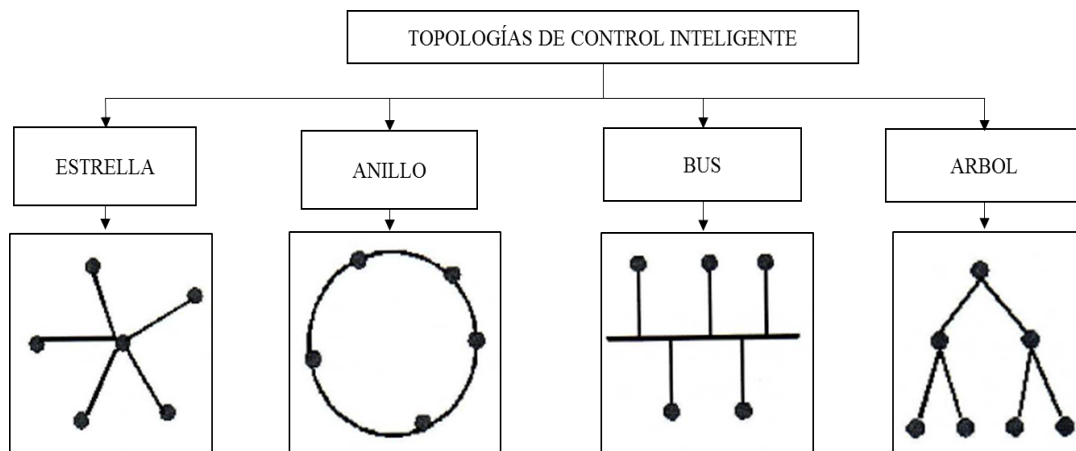 TOPOLOGÍAS DE CONTROL INTELIGENTE
ESTRELLA
ANILLO
BUS
ARBOL